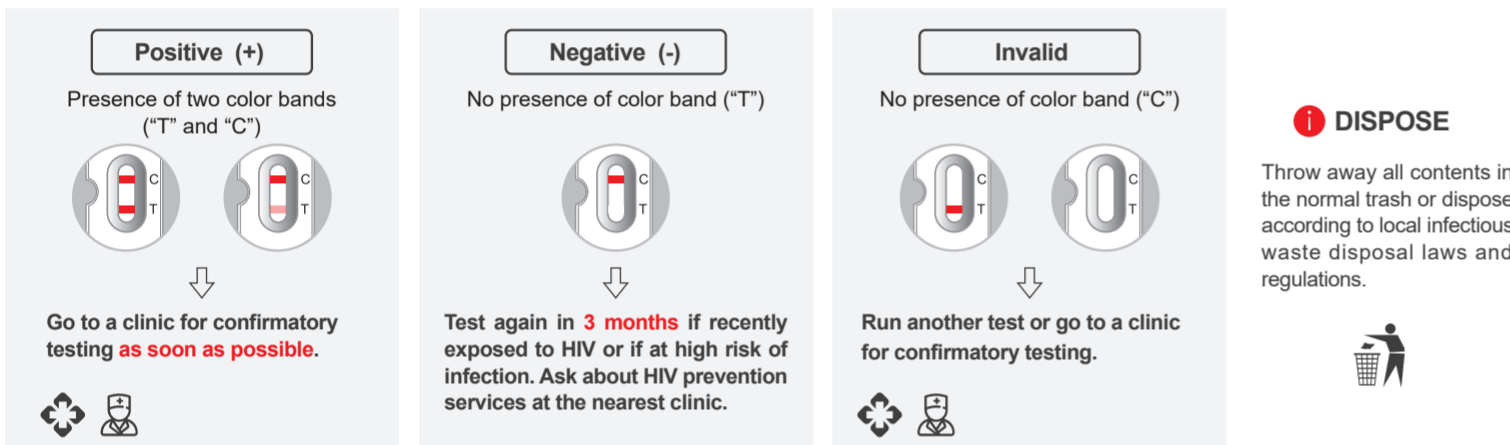 Positive (+)
Presence of two color bands
(“T” and “C”)
C
T
C
T
Go to a clinic for confirmatory
testing as soon as possible.
Negative (-)
No presence of color band (“T”)
C
T
Test again in 3 months if recently
exposed to HIV or if at high risk of
infection. Ask about HIV prevention
services at the nearest clinic.
Invalid
No presence of color band (“C”)
C
T
C
T
Run another test or go to a clinic
for confirmatory testing.
i DISPOSE
Throw away all contents in
the normal trash or dispose
according to local infectious
waste disposal laws and
regulations.